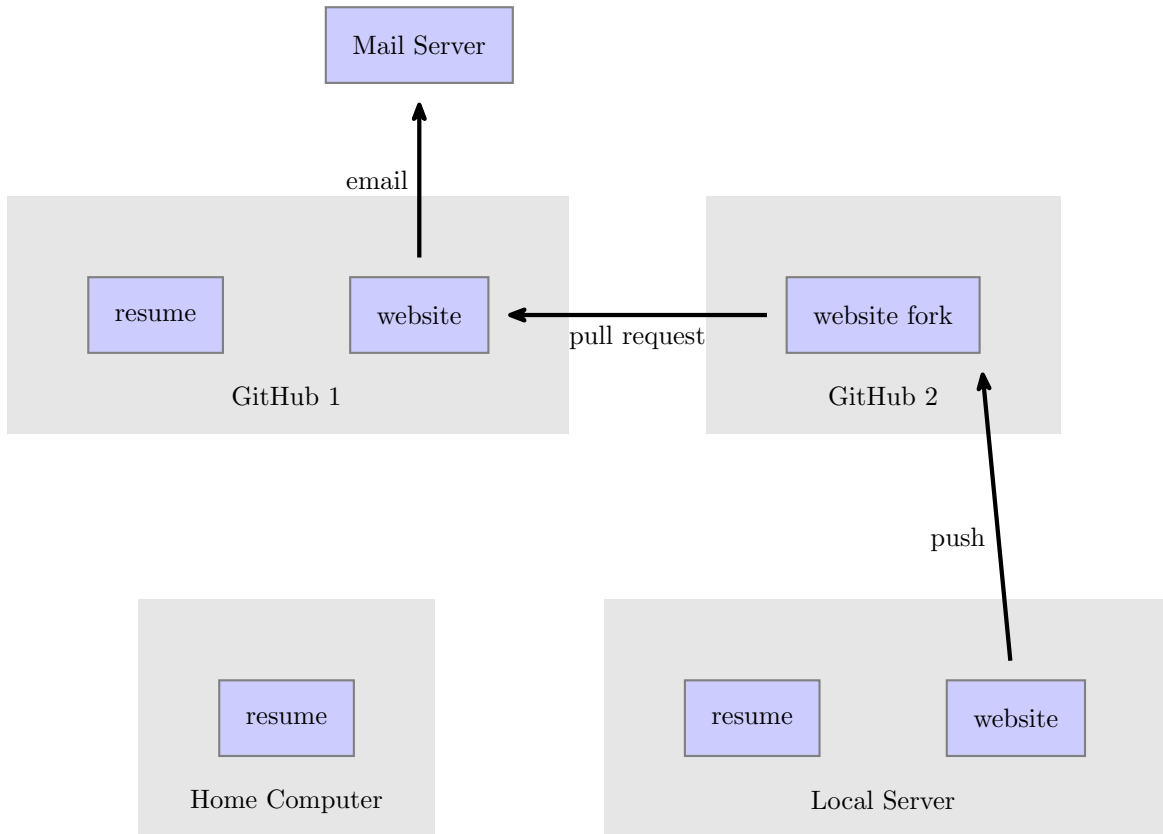 Mail Server
email
resume
website
pull request
website fork
GitHub 1
GitHub 2
push
resume
resume
website
Home Computer
Local Server